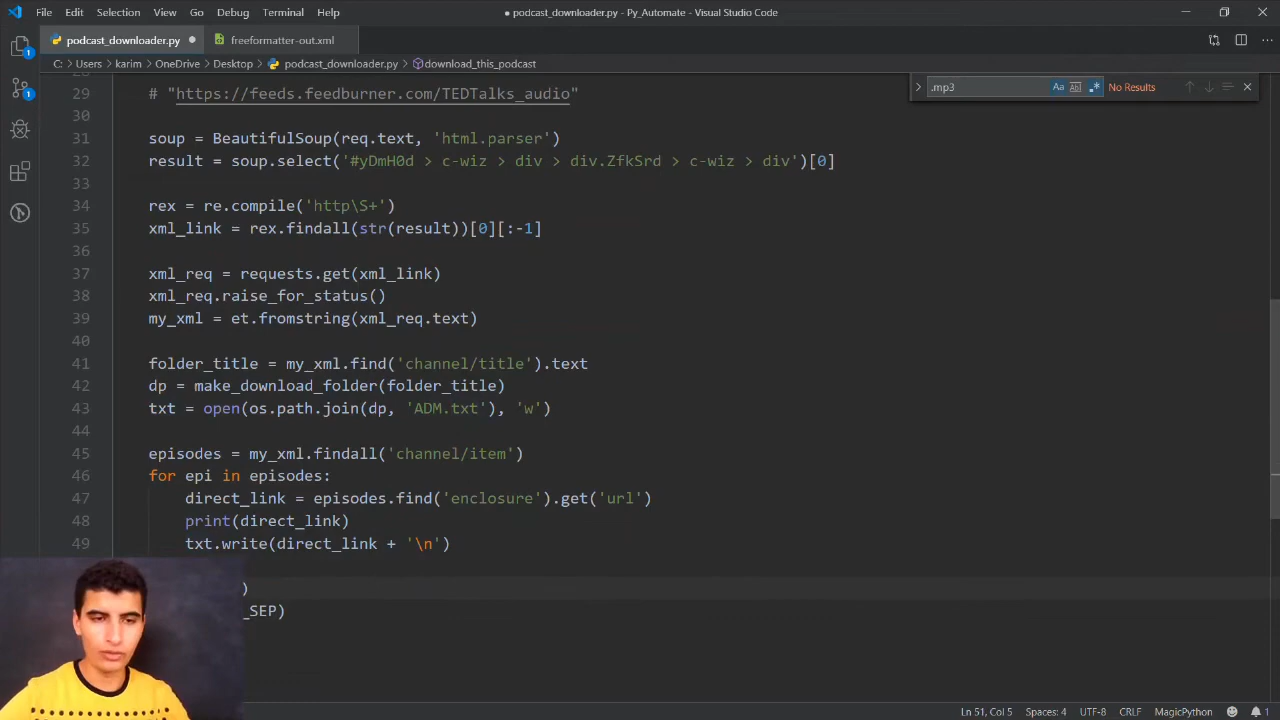 File Edit Selection View Go Debug Terminal Help
● podcast_downloader.py - Py_Automate - Visual Studio Code
podcast_downloader.py ●
freeformatter-out.xml
C: > Users > karim > OneDrive > Desktop > podcast_downloader.py > download_this_podcast
.mp3
Aa
Ab
.*
No Results
29 # "https://feeds.feedburner.com/TEDTalks_audio"
30
31 soup = BeautifulSoup(req.text, 'html.parser')
32 result = soup.select('#yDmH0d > c-wiz > div > div.ZfkSrd > c-wiz > div')[0]
33
34 rex = re.compile('http\S+')
35 xml_link = rex.findall(str(result))[0][:-1]
36
37 xml_req = requests.get(xml_link)
38 xml_req.raise_for_status()
39 my_xml = et.fromstring(xml_req.text)
40
41 folder_title = my_xml.find('channel/title').text
42 dp = make_download_folder(folder_title)
43 txt = open(os.path.join(dp, 'ADM.txt'), 'w')
44
45 episodes = my_xml.findall('channel/item')
46 for epi in episodes:
47 direct_link = episodes.find('enclosure').get('url')
48 print(direct_link)
49 txt.write(direct_link + '\n')
)
_SEP)
1
1
Ln 51, Col 5 Spaces: 4 UTF-8 CRLF MagicPython 1